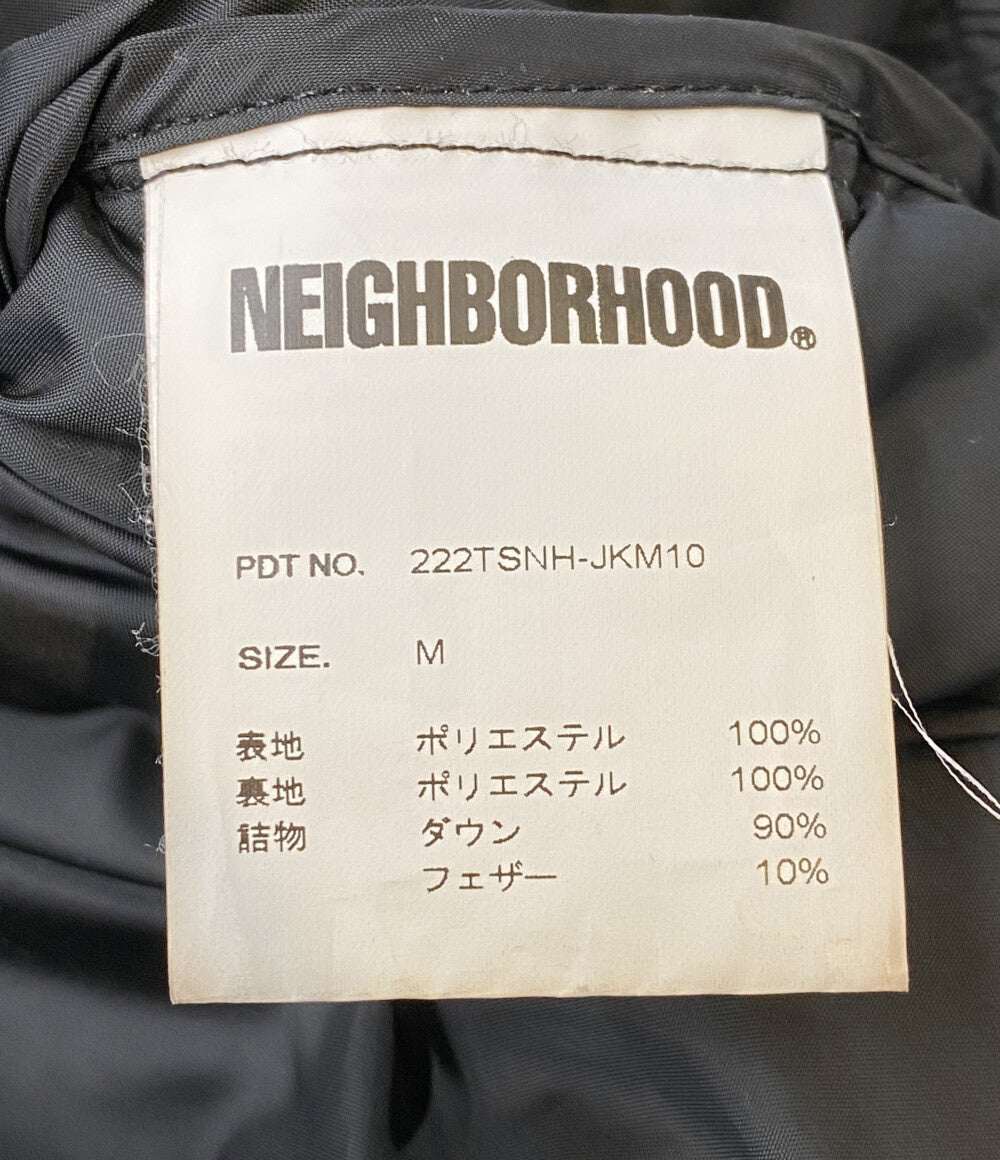 NEIGHBORHOOD®
PDT NO. 222TSNH-JKM10
SIZE. M
表地 ポリエステル 100%
裏地 ポリエステル 100%
詰物 ダウン 90%
フェザー 10%